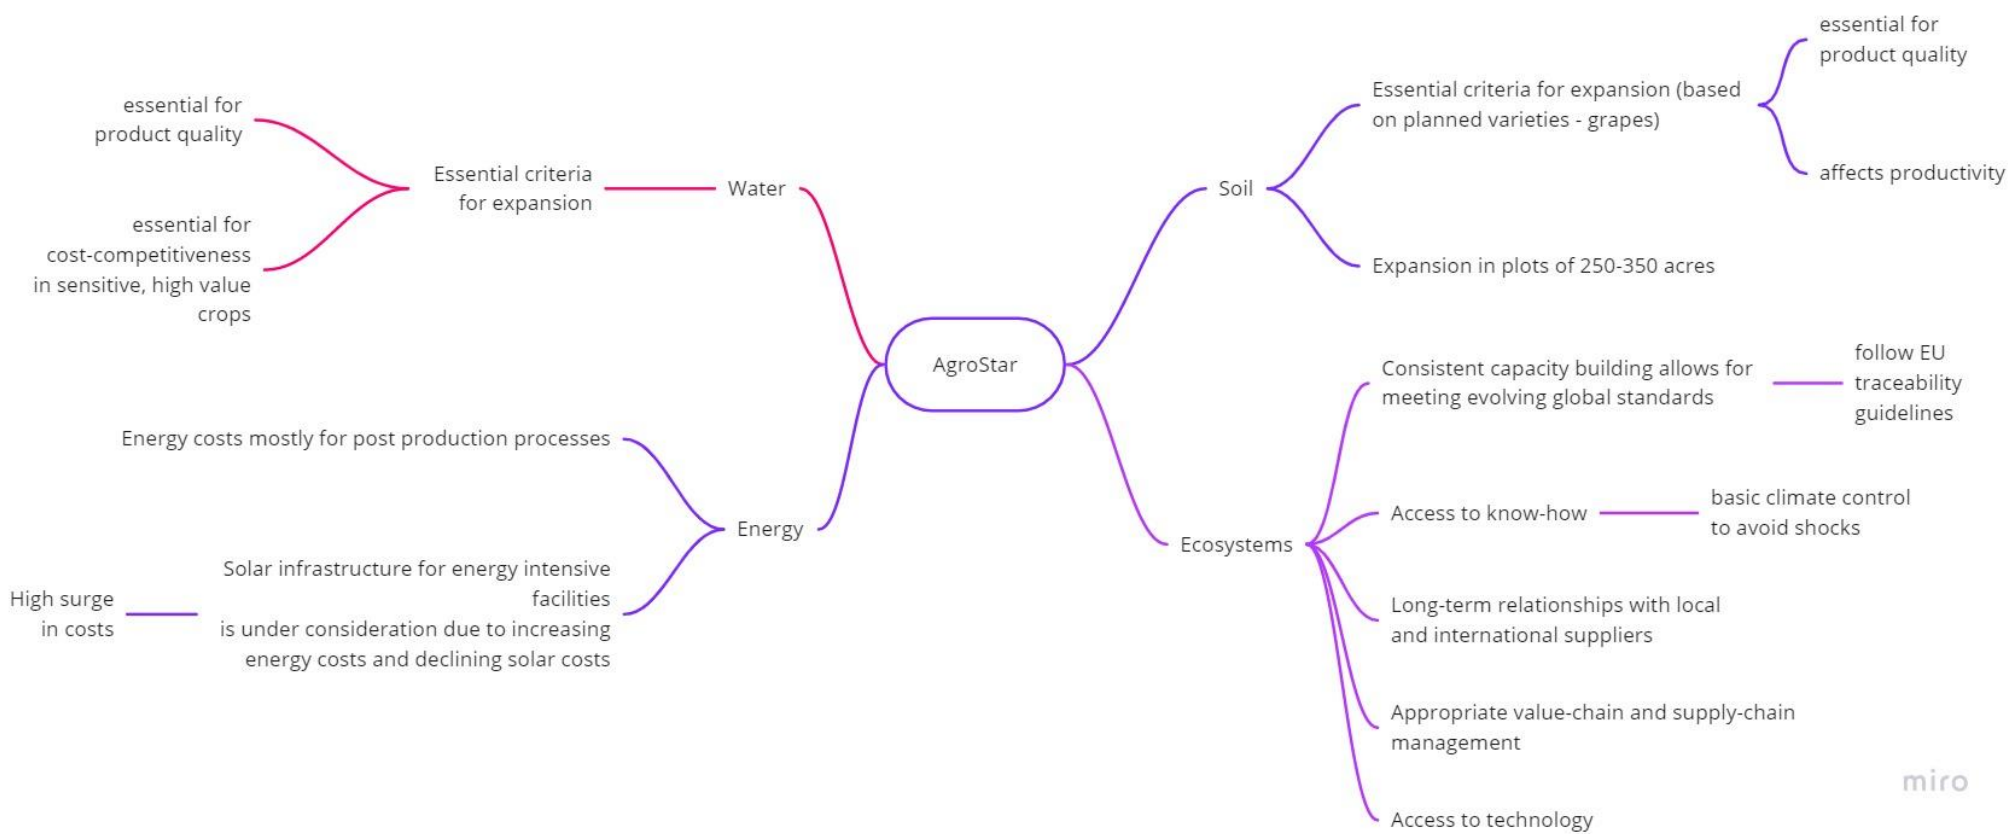 essential for
product quality
essential for
cost-competitiveness
in sensitive, high value
crops
Essential criteria
for expansion
Water
Energy costs mostly for post production processes
High surge
in costs
Solar infrastructure for energy intensive
facilities
is under consideration due to increasing
energy costs and declining solar costs
Energy
AgroStar
Soil
Essential criteria for expansion (based
on planned varieties - grapes)
essential for
product quality
affects productivity
Expansion in plots of 250-350 acres
Ecosystems
Consistent capacity building allows for
meeting evolving global standards
follow EU
traceability
guidelines
Access to know-how
basic climate control
to avoid shocks
Long-term relationships with local
and international suppliers
Appropriate value-chain and supply-chain
management
Access to technology
miro